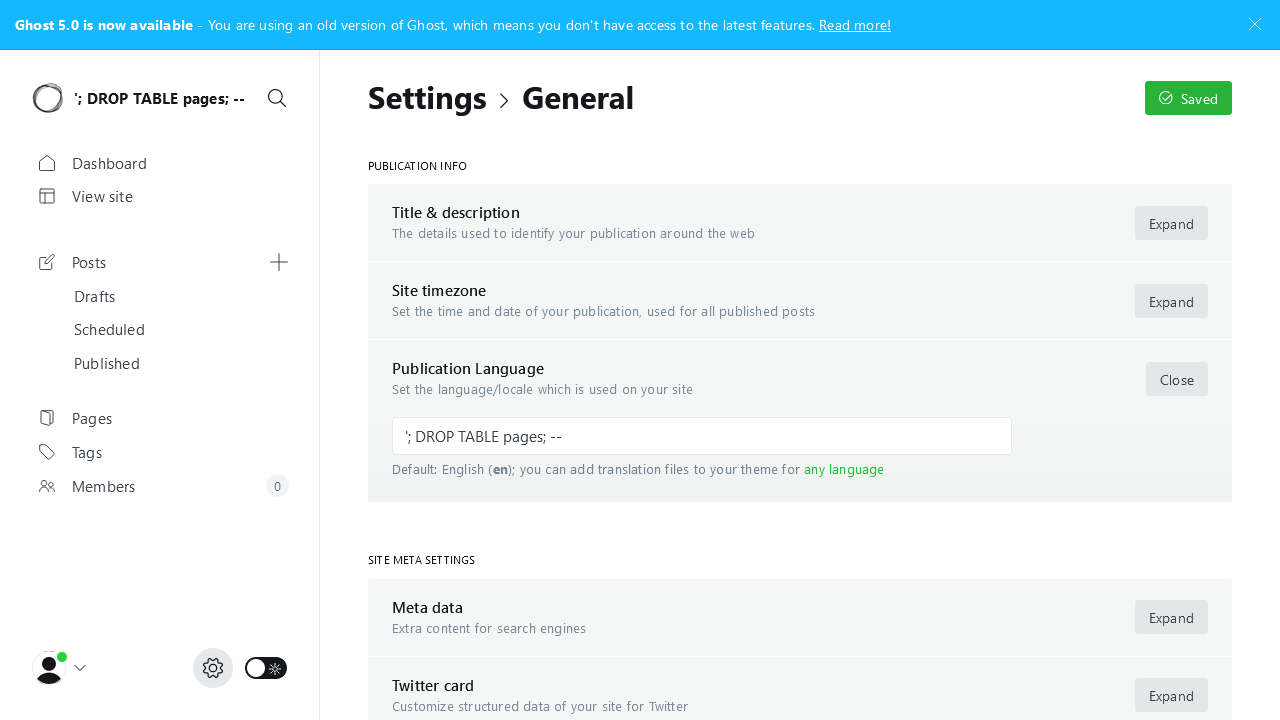 Ghost 5.0 is now available - You are using an old version of Ghost, which means you don't have access to the latest features. Read more!
'; DROP TABLE pages; --
Dashboard
View site
Posts
Drafts
Scheduled
Published
Pages
Tags
Members
0
Settings > General
Saved
PUBLICATION INFO
Title & description
The details used to identify your publication around the web
Expand
Site timezone
Set the time and date of your publication, used for all published posts
Expand
Publication Language
Set the language/locale which is used on your site
Close
'; DROP TABLE pages; --
Default: English (en); you can add translation files to your theme for any language
SITE META SETTINGS
Meta data
Extra content for search engines
Expand
Twitter card
Customize structured data of your site for Twitter
Expand